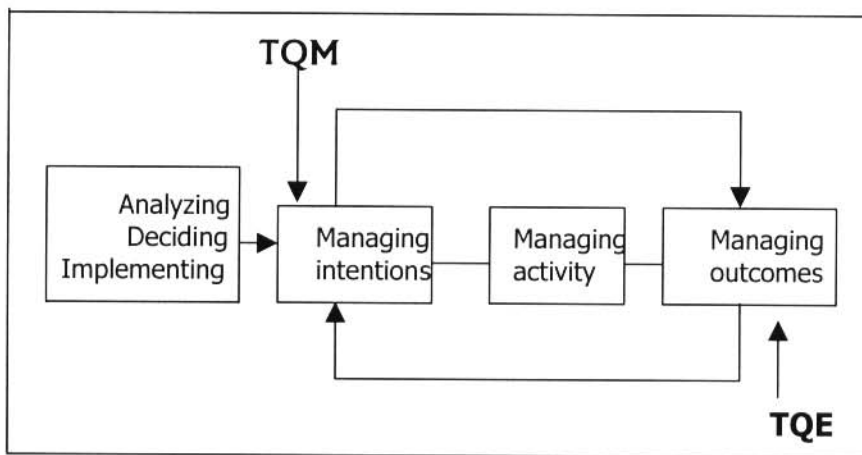 TQM
Analyzing
Deciding
Implementing
Managing
intentions
Managing
activity
Managing
outcomes
TQE